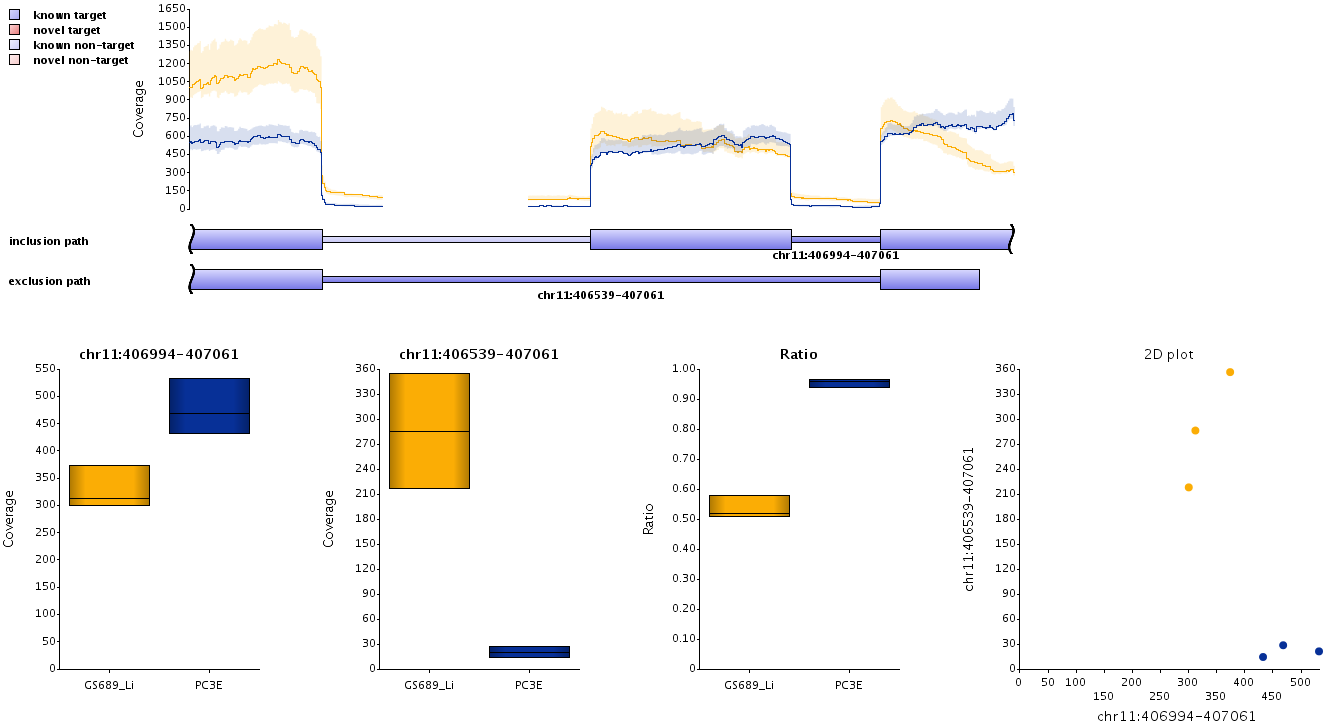 known target
novel target
known non-target
novel non-target
1650
1500
1350
1200
1050
900
750
600
450
300
150
0
Coverage
inclusion path
chr11:406994-407061
exclusion path
chr11:406539-407061
chr11:406994-407061
550
500
450
400
350
300
250
200
150
100
50
0
Coverage
GS689_Li PC3E
chr11:406539-407061
360
330
300
270
240
210
180
150
120
90
60
30
0
Coverage
GS689_Li PC3E
Ratio
1.00
0.90
0.80
0.70
0.60
0.50
0.40
0.30
0.20
0.10
0
Ratio
GS689_Li PC3E
2D plot
360
330
300
270
240
210
180
150
120
90
60
30
0
chr11:406539-407061
0 50 100 200 300 400 500
150 250 350 450
chr11:406994-407061